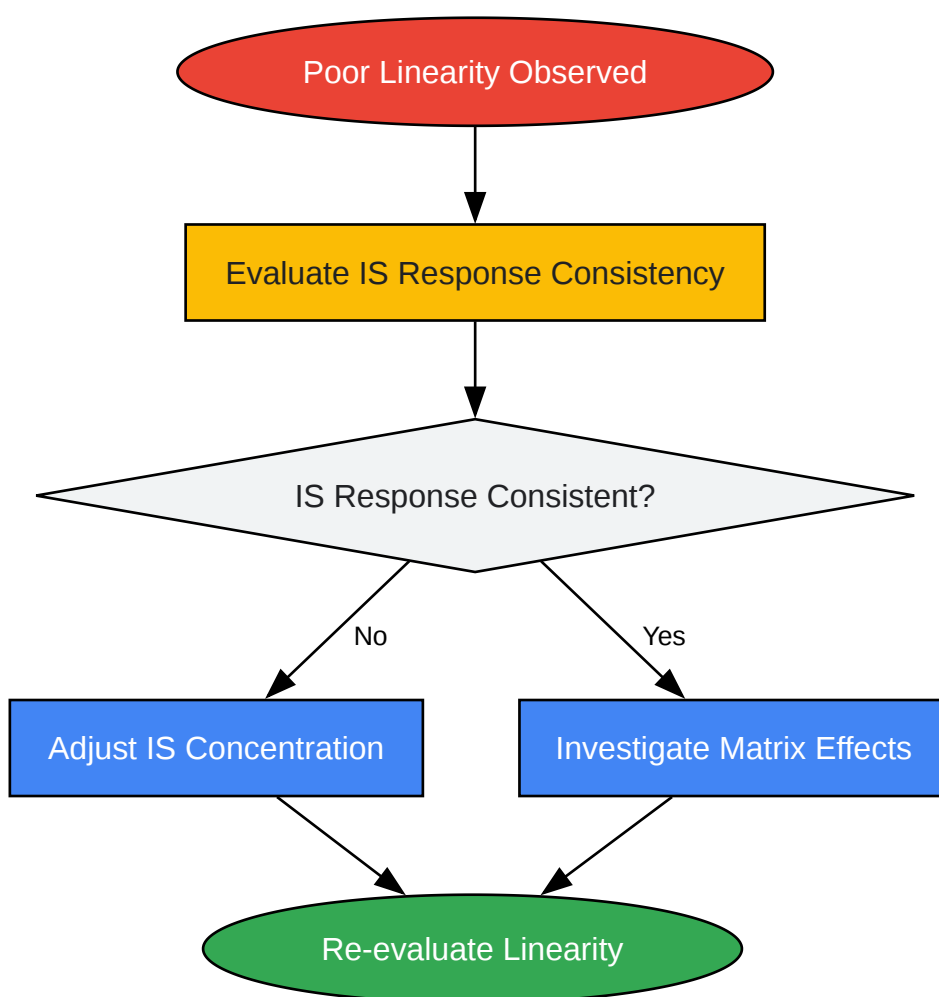 Poor Linearity Observed
Evaluate IS Response Consistency
IS Response Consistent?
No
Yes
Adjust IS Concentration
Investigate Matrix Effects
Re-evaluate Linearity